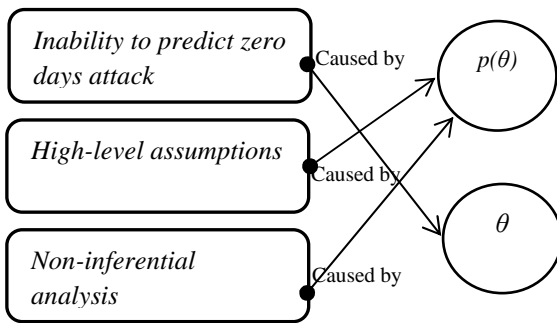 Inability to predict zero
days attack
Caused by
p(θ)
High-level assumptions
Caused by
θ
Non-inferential
analysis
Caused by